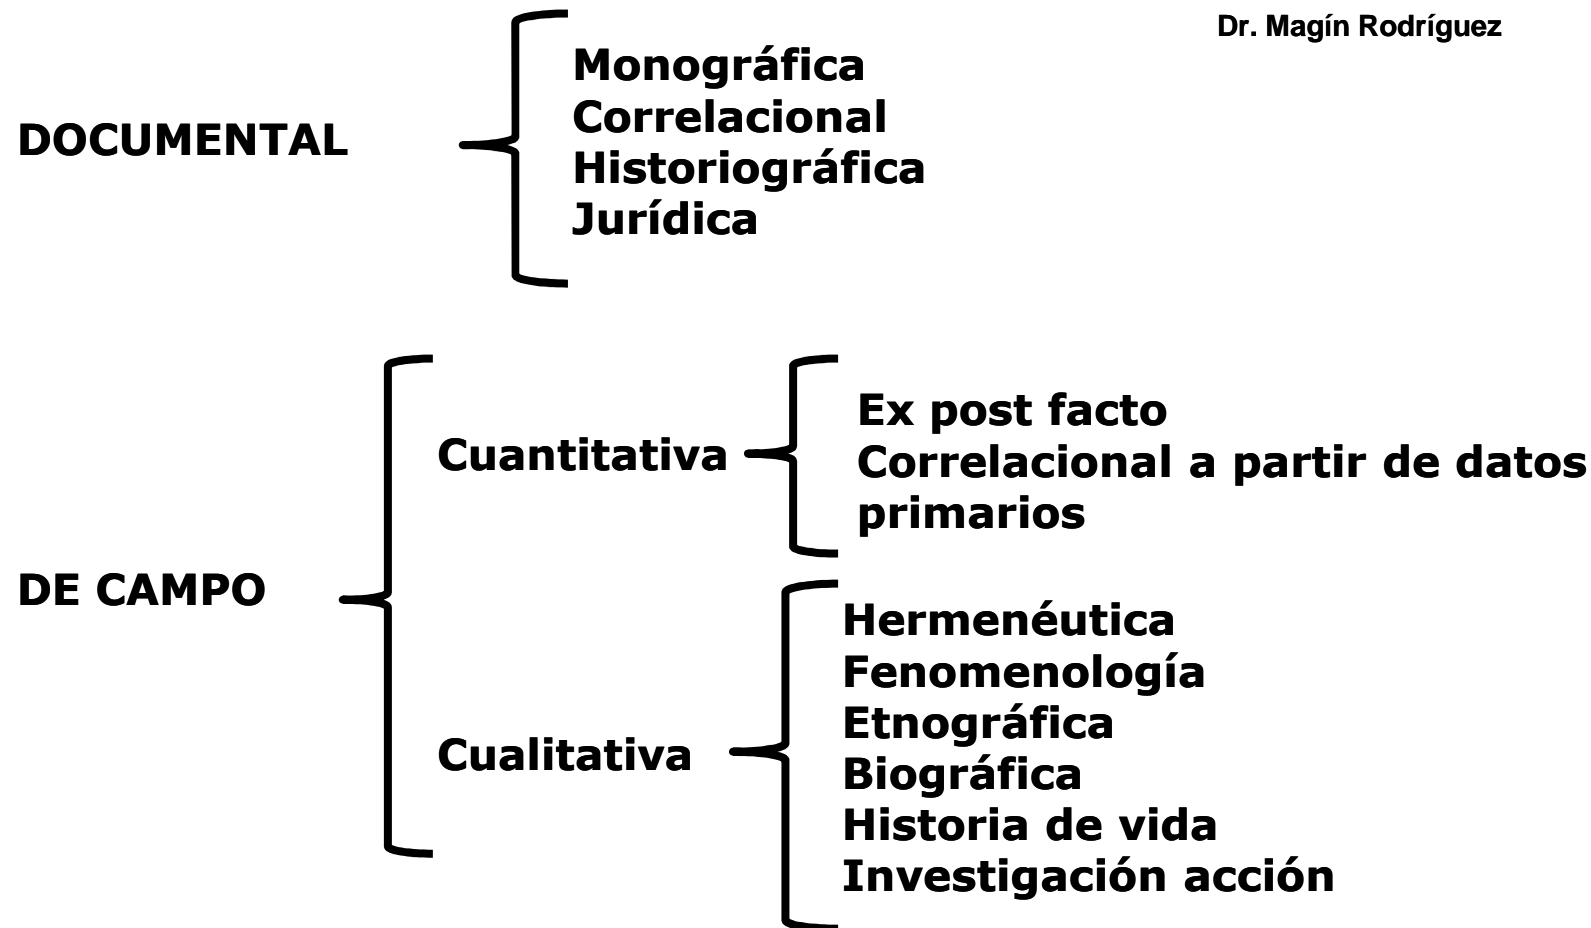 Dr. Magín Rodríguez
DOCUMENTAL
Monográfica
Correlacional
Historiográfica
Jurídica
DE CAMPO
Cuantitativa
Ex post facto
Correlacional a partir de datos
primarios
Cualitativa
Hermenéutica
Fenomenología
Etnográfica
Biográfica
Historia de vida
Investigación acción